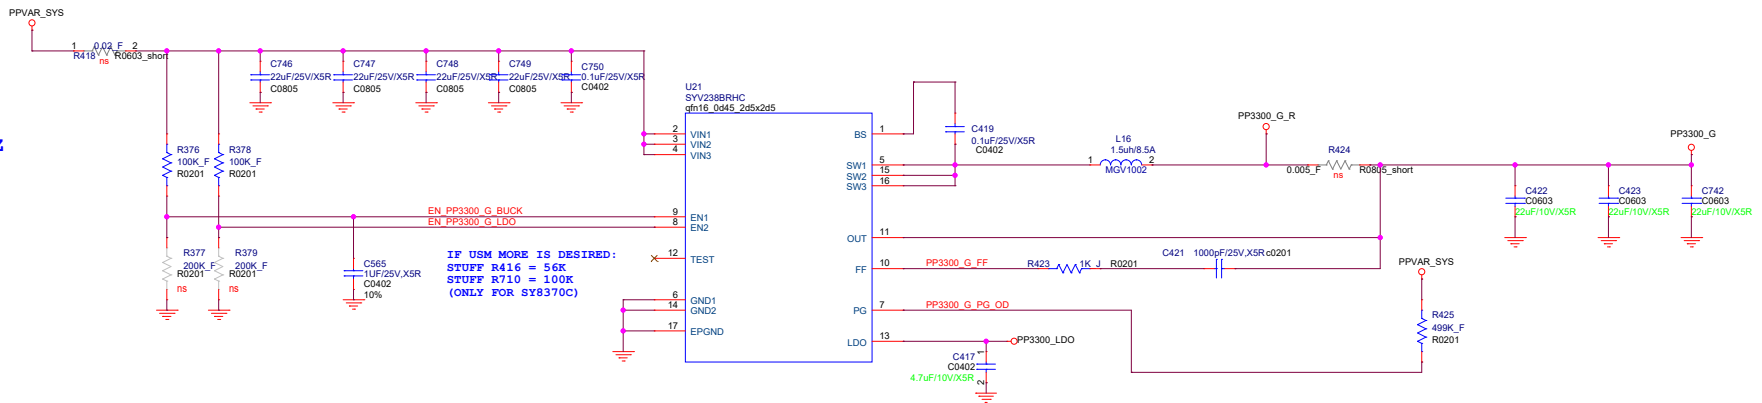 PPVAR_SYS
1 0.02_F 2
R418 R0603_short
ns
C746
22uF/25V/X5R
C0805
C747
22uF/25V/X5R
C0805
C748
22uF/25V/X5R
C0805
C749
22uF/25V/X5R
C0805
C750
0.1uF/25V/X5R
C0402
R376
100K_F
R0201
R378
100K_F
R0201
R377
200K_F
R0201
ns
R379
200K_F
R0201
ns
C565
1UF/25V,X5R
C0402
10%
EN_PP3300_G_BUCK
EN_PP3300_G_LDO
IF USM MORE IS DESIRED:
STUFF R416 = 56K
STUFF R710 = 100K
(ONLY FOR SY8370C)
U21
SYV238BRHC
qfn16_0d45_2d5x2d5
2 VIN1
3 VIN2
4 VIN3
9 EN1
8 EN2
12 TEST
6 GND1
14 GND2
17 EPGND
BS 1
SW1 5
SW2 15
SW3 16
OUT 11
FF 10
PG 7
LDO 13
C419
0.1uF/25V/X5R
C0402
L16
1 1.5uh/8.5A 2
MGV1002
PP3300_G_R
R424
0.005_F R0805_short
ns
PP3300_G
C422
C0603
22uF/10V/X5R
C423
C0603
22uF/10V/X5R
C742
C0603
22uF/10V/X5R
PP3300_G_FF
R423 1K J R0201
C421 1000pF/25V,X5R c0201
PP3300_G_PG_OD
PPVAR_SYS
R425
499K_F
R0201
PP3300_LDO
C417 1
C0402
4.7uF/10V/X5R
2